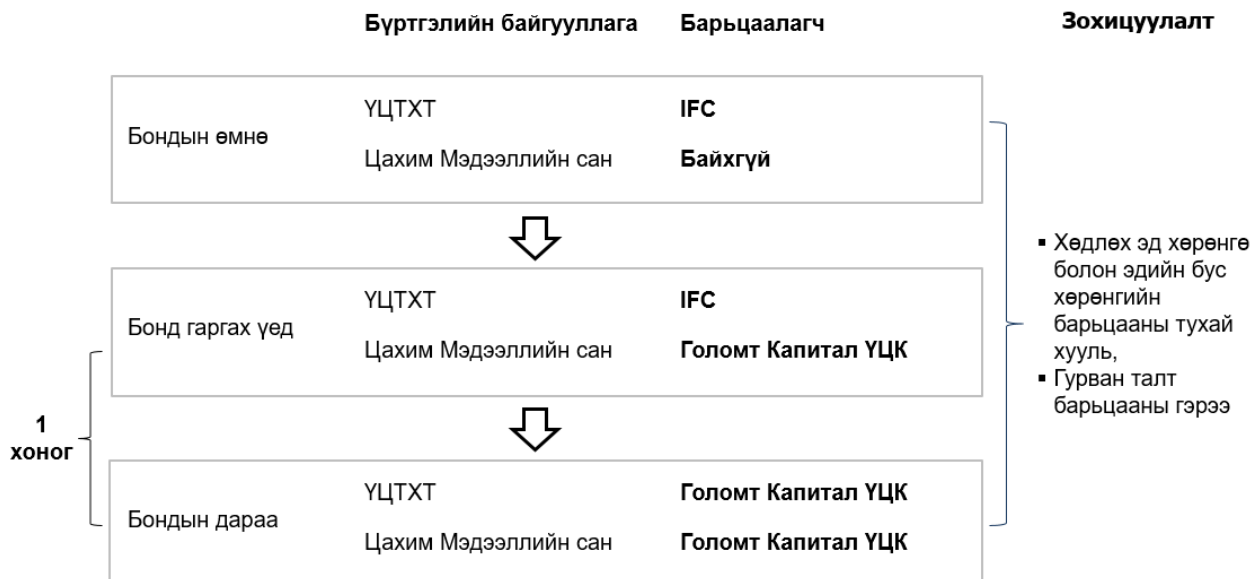 Бүртгэлийн байгууллага Барьцаалагч Зохицуулалт
Бондын өмнө
ҮЦТХТ IFC
Цахим Мэдээллийн сан Байхгүй
Бонд гаргах үед
ҮЦТХТ IFC
Цахим Мэдээллийн сан Голомт Капитал ҮЦК
1
хоног
Бондын дараа
ҮЦТХТ Голомт Капитал ҮЦК
Цахим Мэдээллийн сан Голомт Капитал ҮЦК
▪ Хөдлөх эд хөрөнгө
болон эдийн бус
хөрөнгийн
барьцааны тухай
хууль,
▪ Гурван талт
барьцааны гэрээ